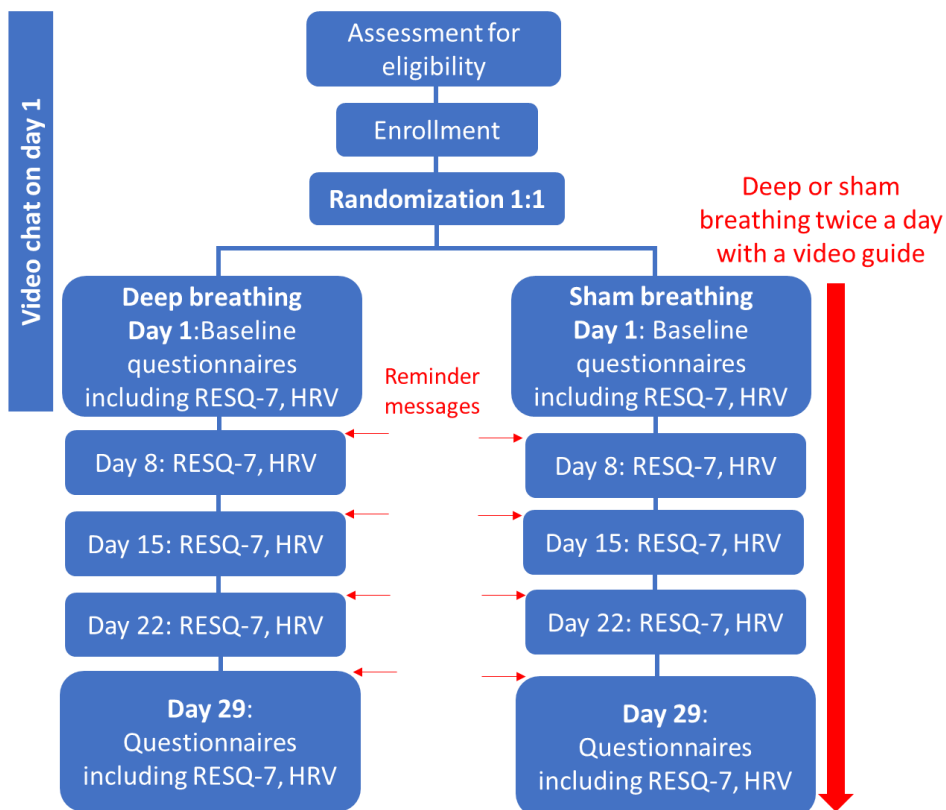 Video chat on day 1
Assessment for
eligibility
Enrollment
Randomization 1:1
Deep or sham
breathing twice a day
with a video guide
Deep breathing
Day 1:Baseline
questionnaires
including RESQ-7, HRV
Sham breathing
Day 1: Baseline
questionnaires
including RESQ-7, HRV
Reminder
messages
Day 8: RESQ-7, HRV
Day 8: RESQ-7, HRV
Day 15: RESQ-7, HRV
Day 15: RESQ-7, HRV
Day 22: RESQ-7, HRV
Day 22: RESQ-7, HRV
Day 29:
Questionnaires
including RESQ-7, HRV
Day 29:
Questionnaires
including RESQ-7, HRV